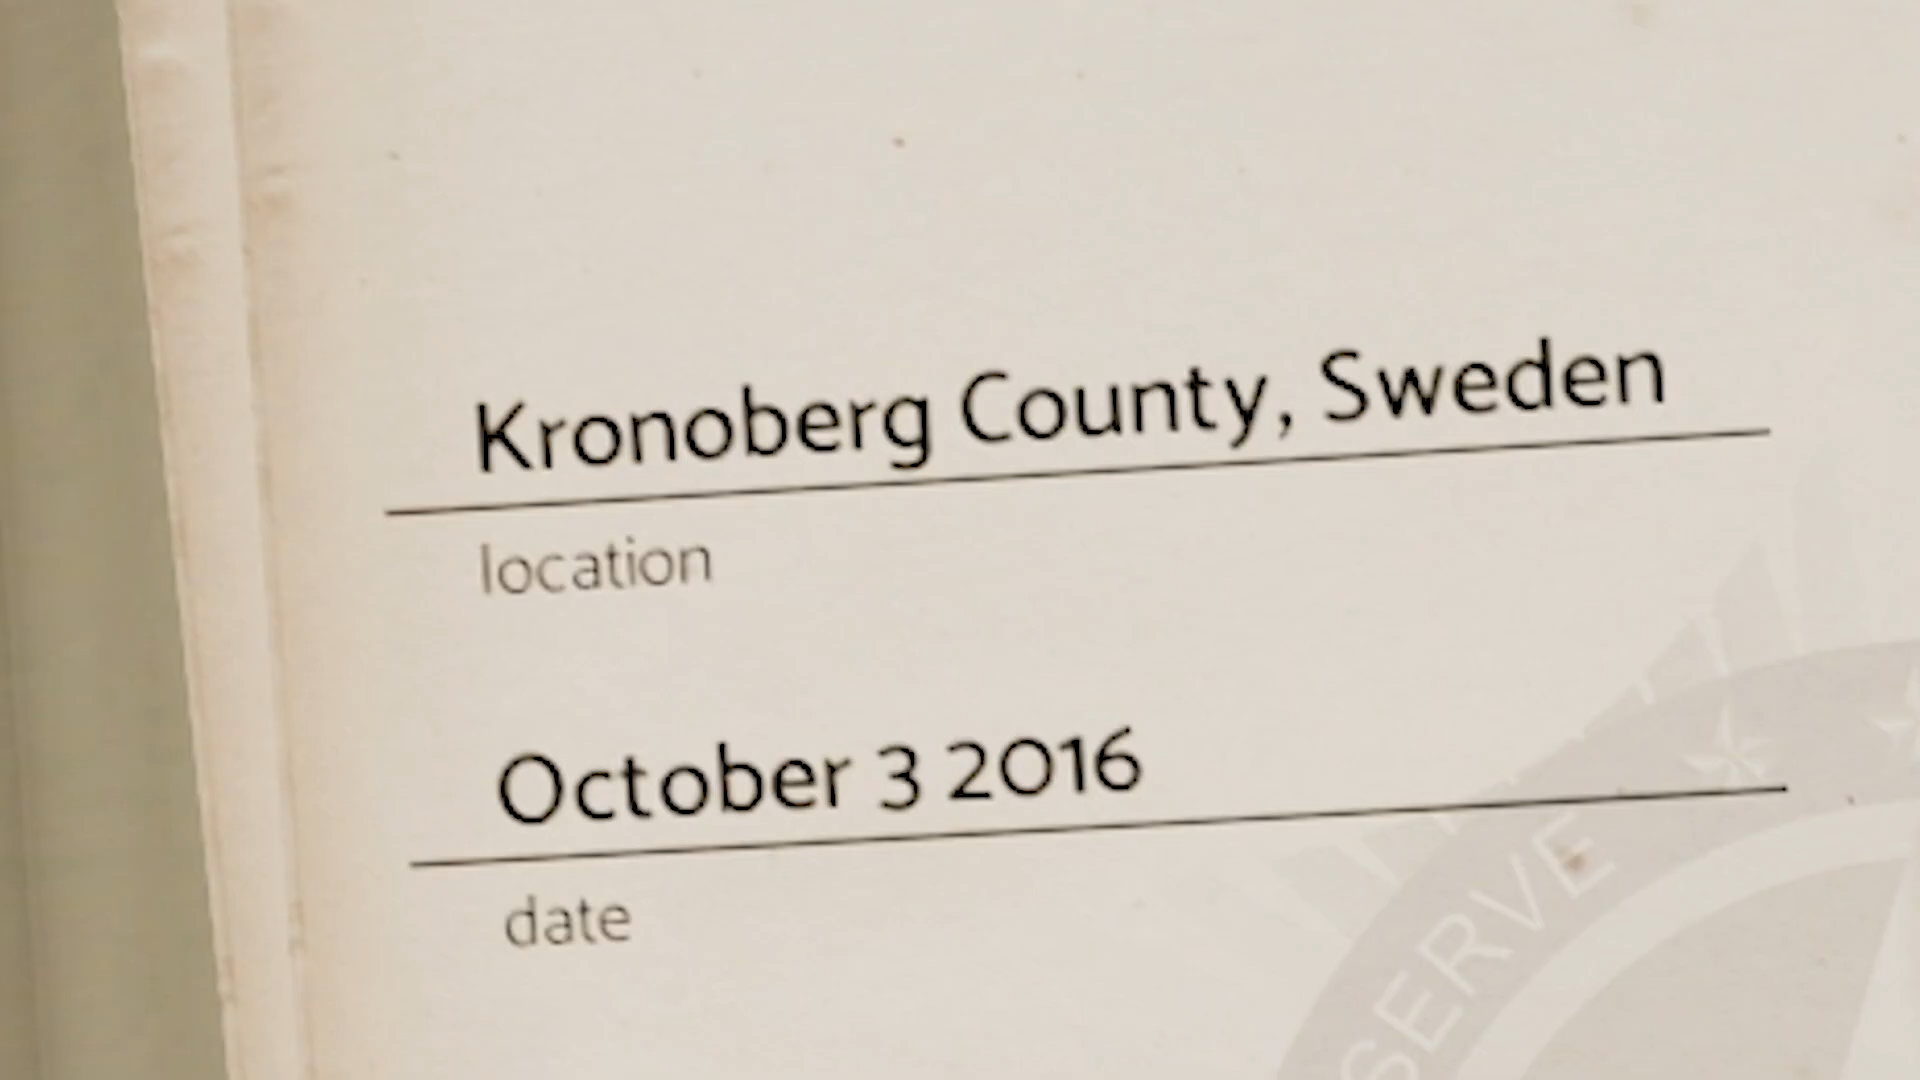 Kronoberg County, Sweden
location
October 3 2016
date
SERVE